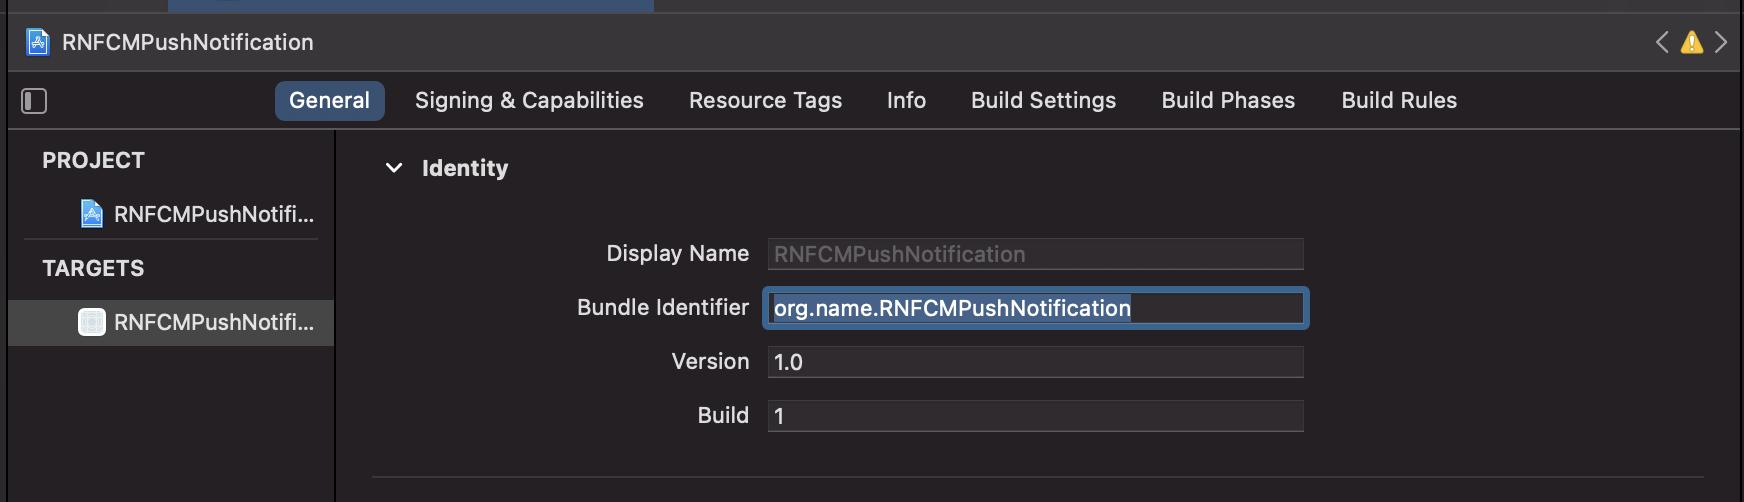 RNFCMPushNotification
General Signing & Capabilities Resource Tags Info Build Settings Build Phases Build Rules
PROJECT
RNFCMPushNotifi...
TARGETS
RNFCMPushNotifi...
Identity
Display Name RNFCMPushNotification
Bundle Identifier org.name.RNFCMPushNotification
Version 1.0
Build 1